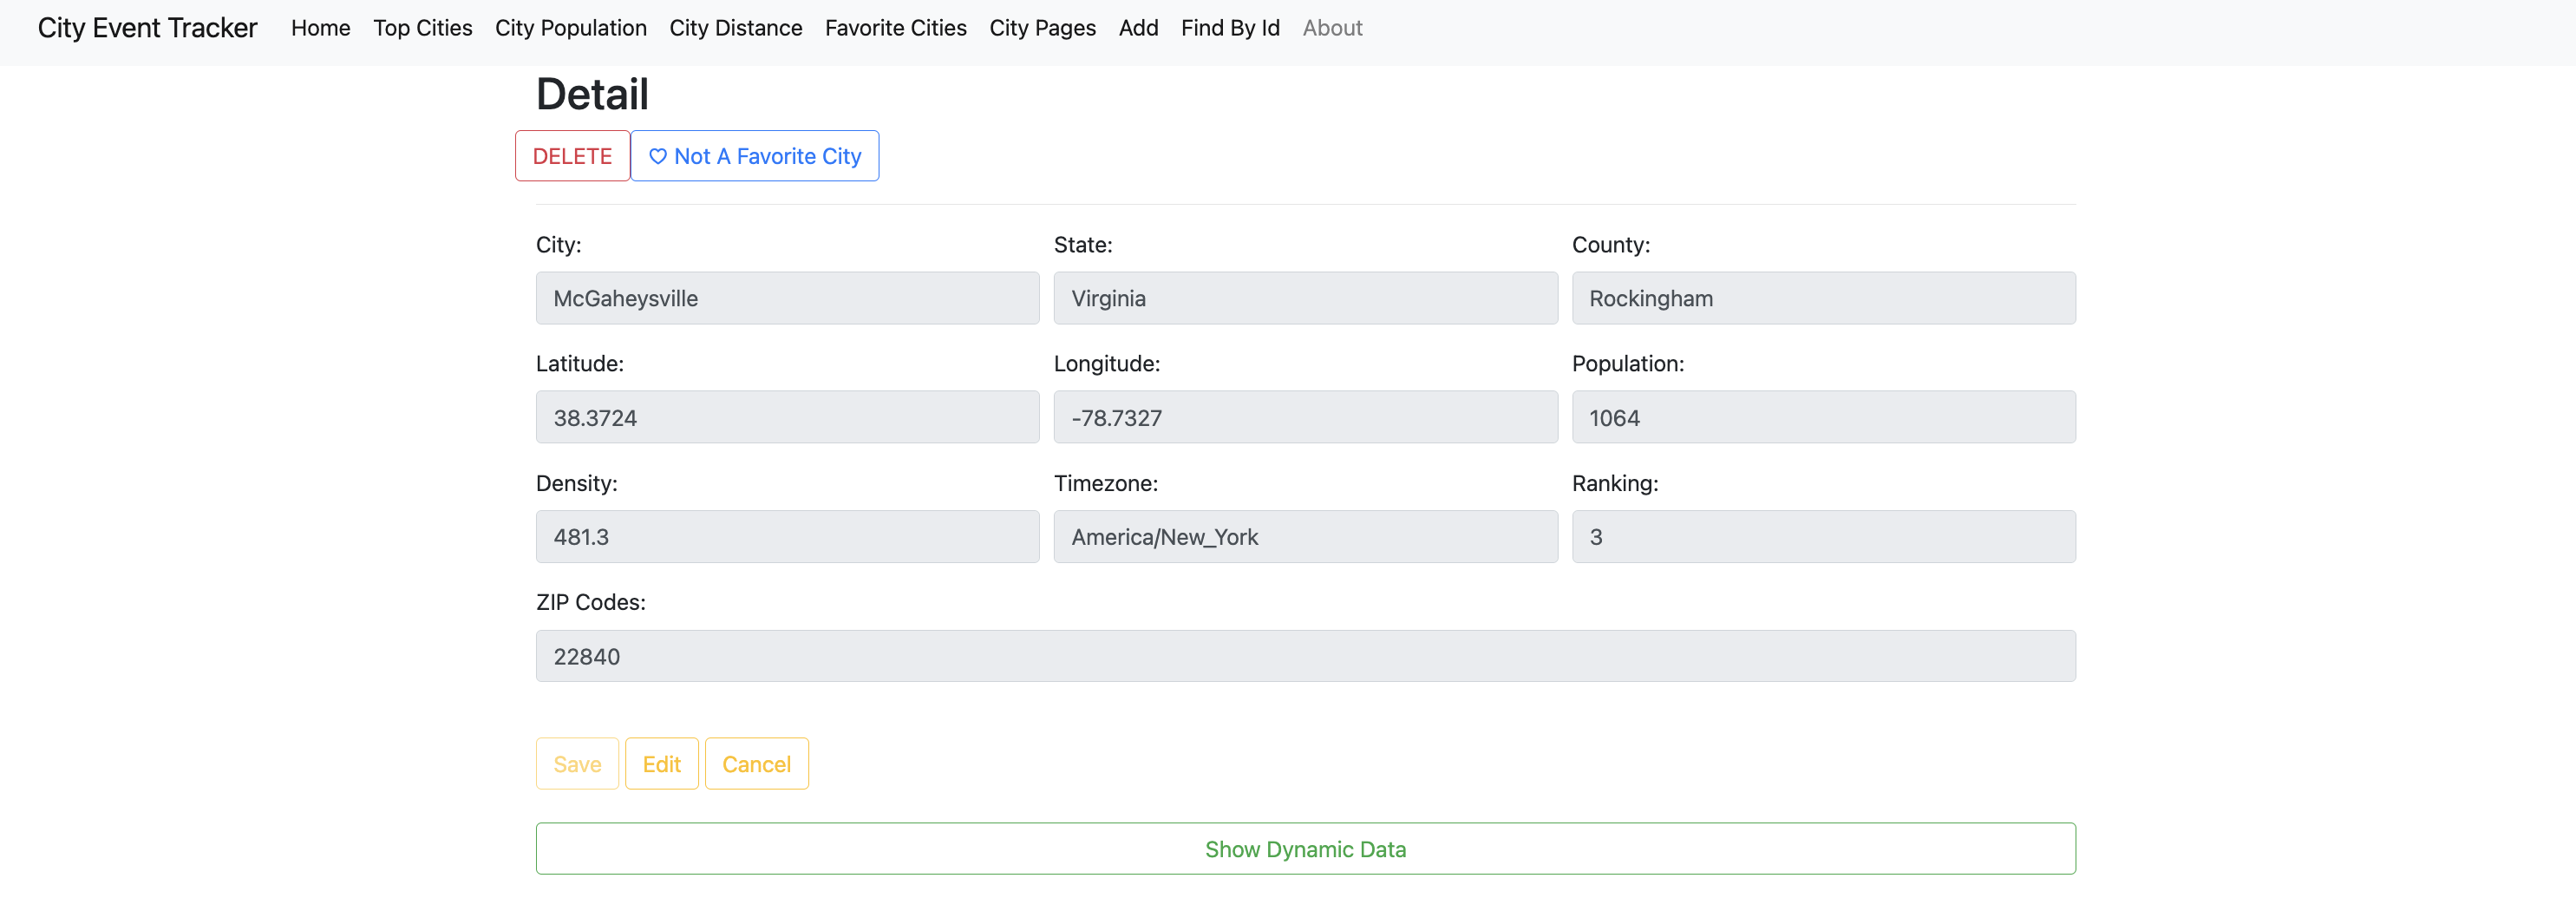 City Event Tracker Home Top Cities City Population City Distance Favorite Cities City Pages Add Find By Id About
Detail
DELETE Not A Favorite City
City: State: County:
McGaheysville Virginia Rockingham
Latitude: Longitude: Population:
38.3724 -78.7327 1064
Density: Timezone: Ranking:
481.3 America/New_York 3
ZIP Codes:
22840
Save Edit Cancel
Show Dynamic Data